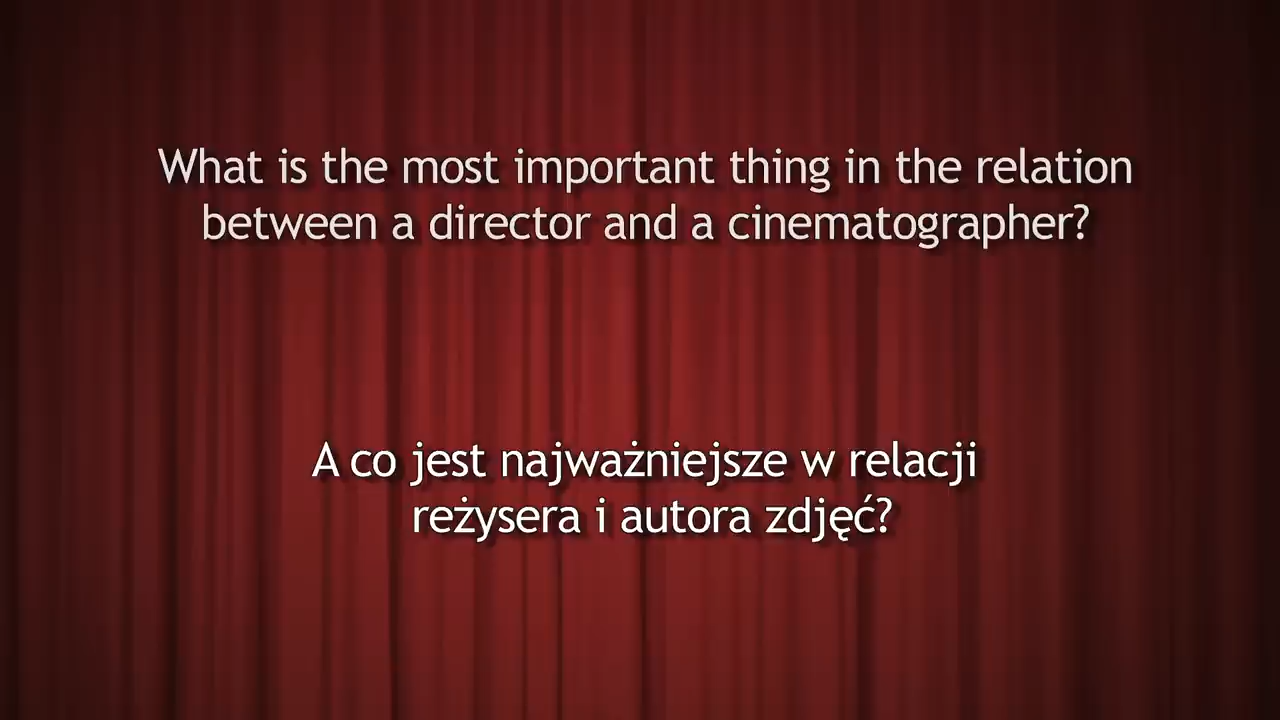 What is the most important thing in the relation
between a director and a cinematographer?
A co jest najważniejsze w relacji
reżysera i autora zdjęć?